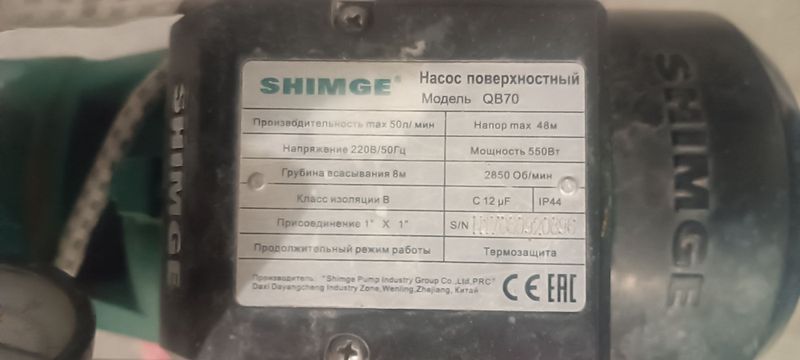 SHIMGE®
Насос поверхностный
Модель QB70
Производительность max 50л/ мин
Напор max 48м
Напряжение 220В/50Гц
Мощность 550Вт
Грубина всасывания 8м
2850 Об/мин
Класс изоляции В
C 12 µF
IP44
Присоединение 1" X 1"
S/N
Продолжительный режим работы
Термозащита
Производитель: "Shimge Pump Industry Group Co .,Ltd,PRC"
Daxi Dayangcheng Industry Zone,Wenling,Zhejiang, Китай
CE EAC
SHIMGE
SHIMGE